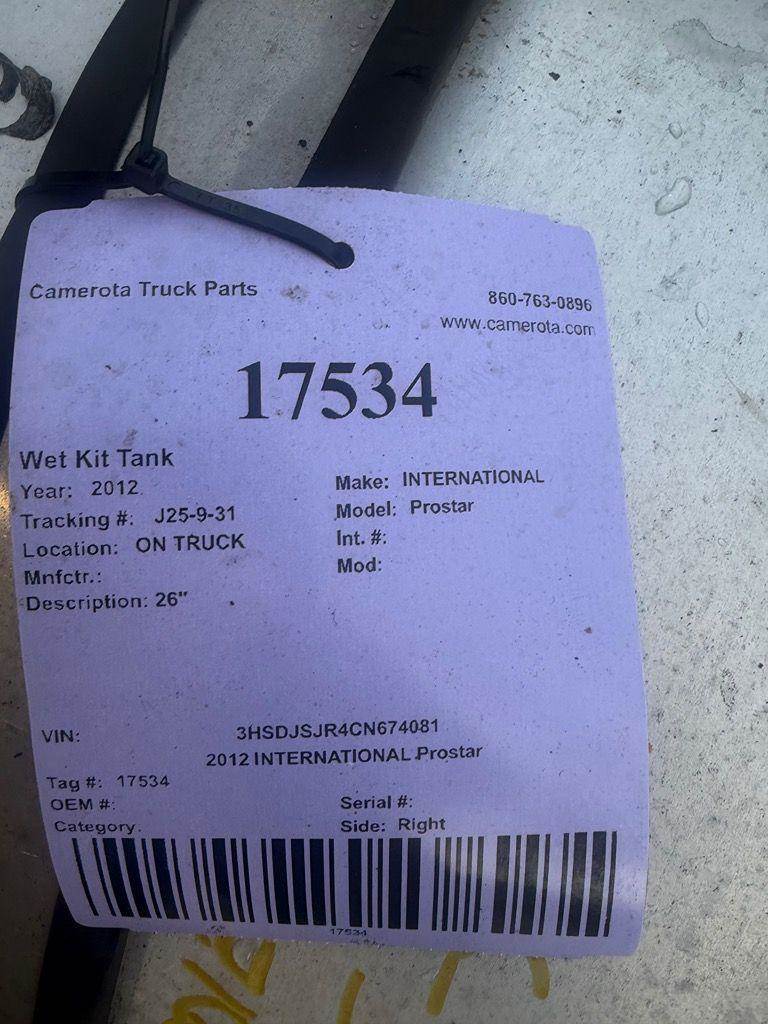 Camerota Truck Parts
860-763-0896
www.camerota.com
17534
Wet Kit Tank
Year: 2012
Tracking #: J25-9-31
Location: ON TRUCK
Mnfctr.:
Description: 26"
Make: INTERNATIONAL
Model: Prostar
Int. #:
Mod:
VIN: 3HSDJSJR4CN674081
2012 INTERNATIONAL Prostar
Tag #: 17534
OEM #:
Serial #:
Category:
Side: Right
17534